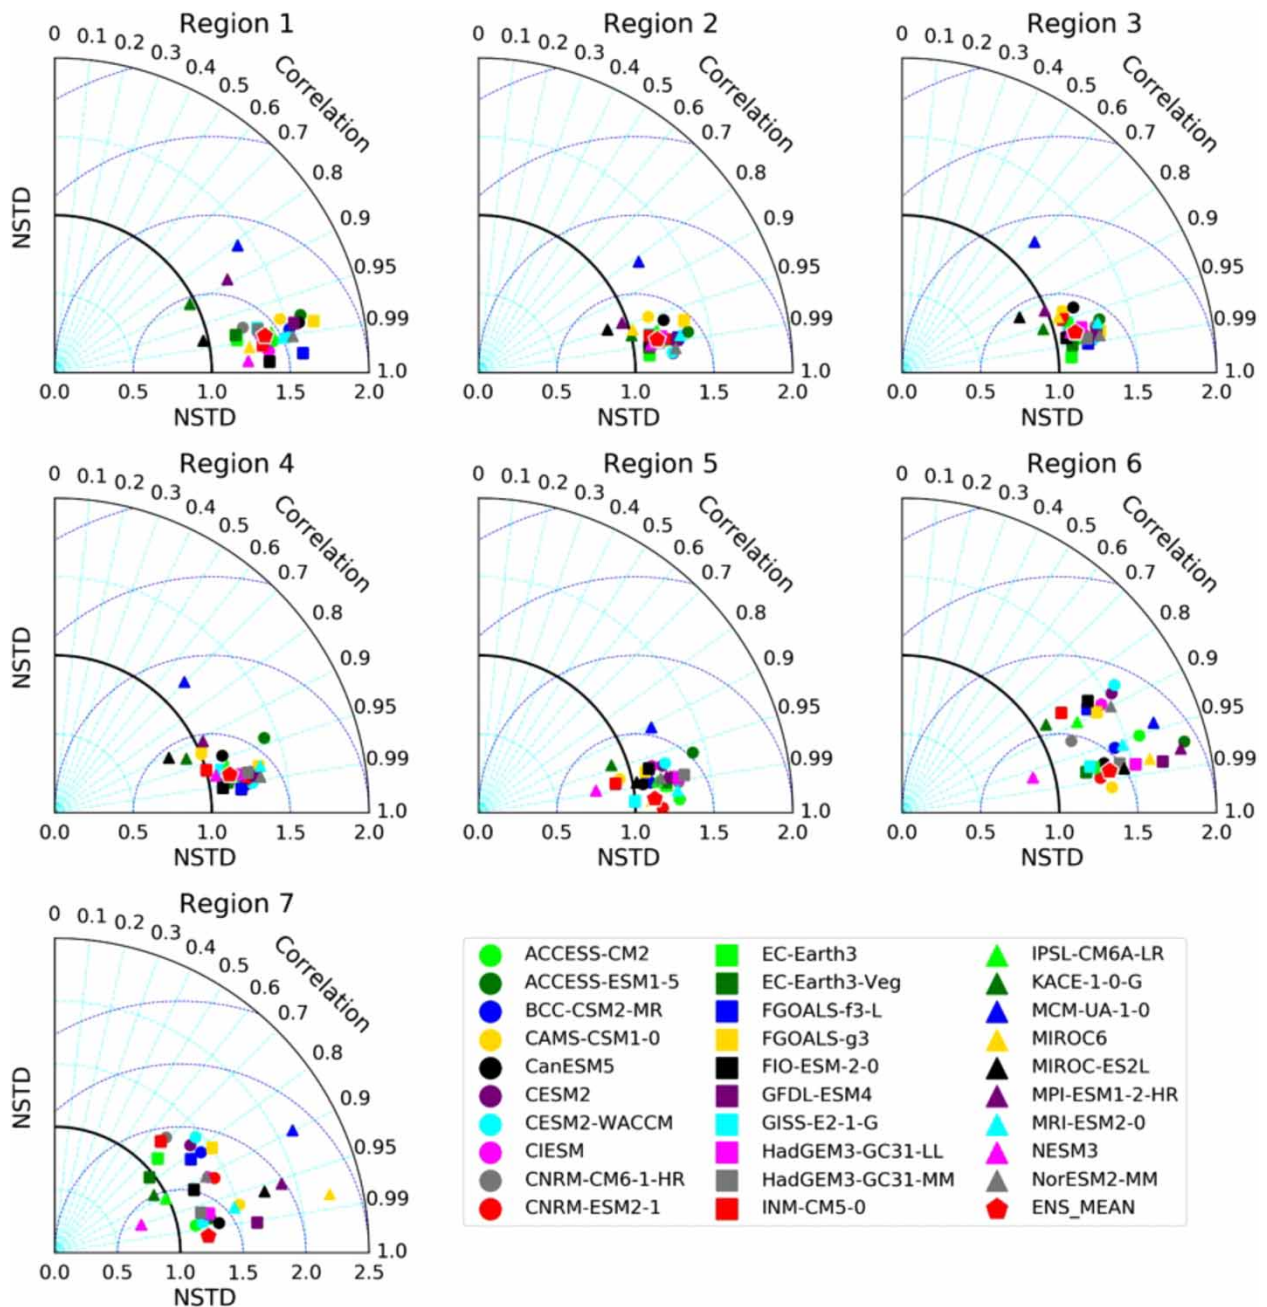 Region 1
0 0.1 0.2 0.3 0.4 0.5 0.6 0.7 0.8 0.9 0.95 0.99 1.0
Correlation
NSTD
0.0 0.5 1.0 1.5 2.0
NSTD
Region 2
0 0.1 0.2 0.3 0.4 0.5 0.6 0.7 0.8 0.9 0.95 0.99 1.0
Correlation
0.0 0.5 1.0 1.5 2.0
NSTD
Region 3
0 0.1 0.2 0.3 0.4 0.5 0.6 0.7 0.8 0.9 0.95 0.99 1.0
Correlation
0.0 0.5 1.0 1.5 2.0
NSTD
Region 4
0 0.1 0.2 0.3 0.4 0.5 0.6 0.7 0.8 0.9 0.95 0.99 1.0
Correlation
NSTD
0.0 0.5 1.0 1.5 2.0
NSTD
Region 5
0 0.1 0.2 0.3 0.4 0.5 0.6 0.7 0.8 0.9 0.95 0.99 1.0
Correlation
0.0 0.5 1.0 1.5 2.0
NSTD
Region 6
0 0.1 0.2 0.3 0.4 0.5 0.6 0.7 0.8 0.9 0.95 0.99 1.0
Correlation
0.0 0.5 1.0 1.5 2.0
NSTD
Region 7
0 0.1 0.2 0.3 0.4 0.5 0.6 0.7 0.8 0.9 0.95 0.99 1.0
Correlation
NSTD
0.0 0.5 1.0 1.5 2.0 2.5
NSTD
ACCESS-CM2
ACCESS-ESM1-5
BCC-CSM2-MR
CAMS-CSM1-0
CanESM5
CESM2
CESM2-WACCM
CIESM
CNRM-CM6-1-HR
CNRM-ESM2-1
EC-Earth3
EC-Earth3-Veg
FGOALS-f3-L
FGOALS-g3
FIO-ESM-2-0
GFDL-ESM4
GISS-E2-1-G
HadGEM3-GC31-LL
HadGEM3-GC31-MM
INM-CM5-0
IPSL-CM6A-LR
KACE-1-0-G
MCM-UA-1-0
MIROC6
MIROC-ES2L
MPI-ESM1-2-HR
MRI-ESM2-0
NESM3
NorESM2-MM
ENS_MEAN